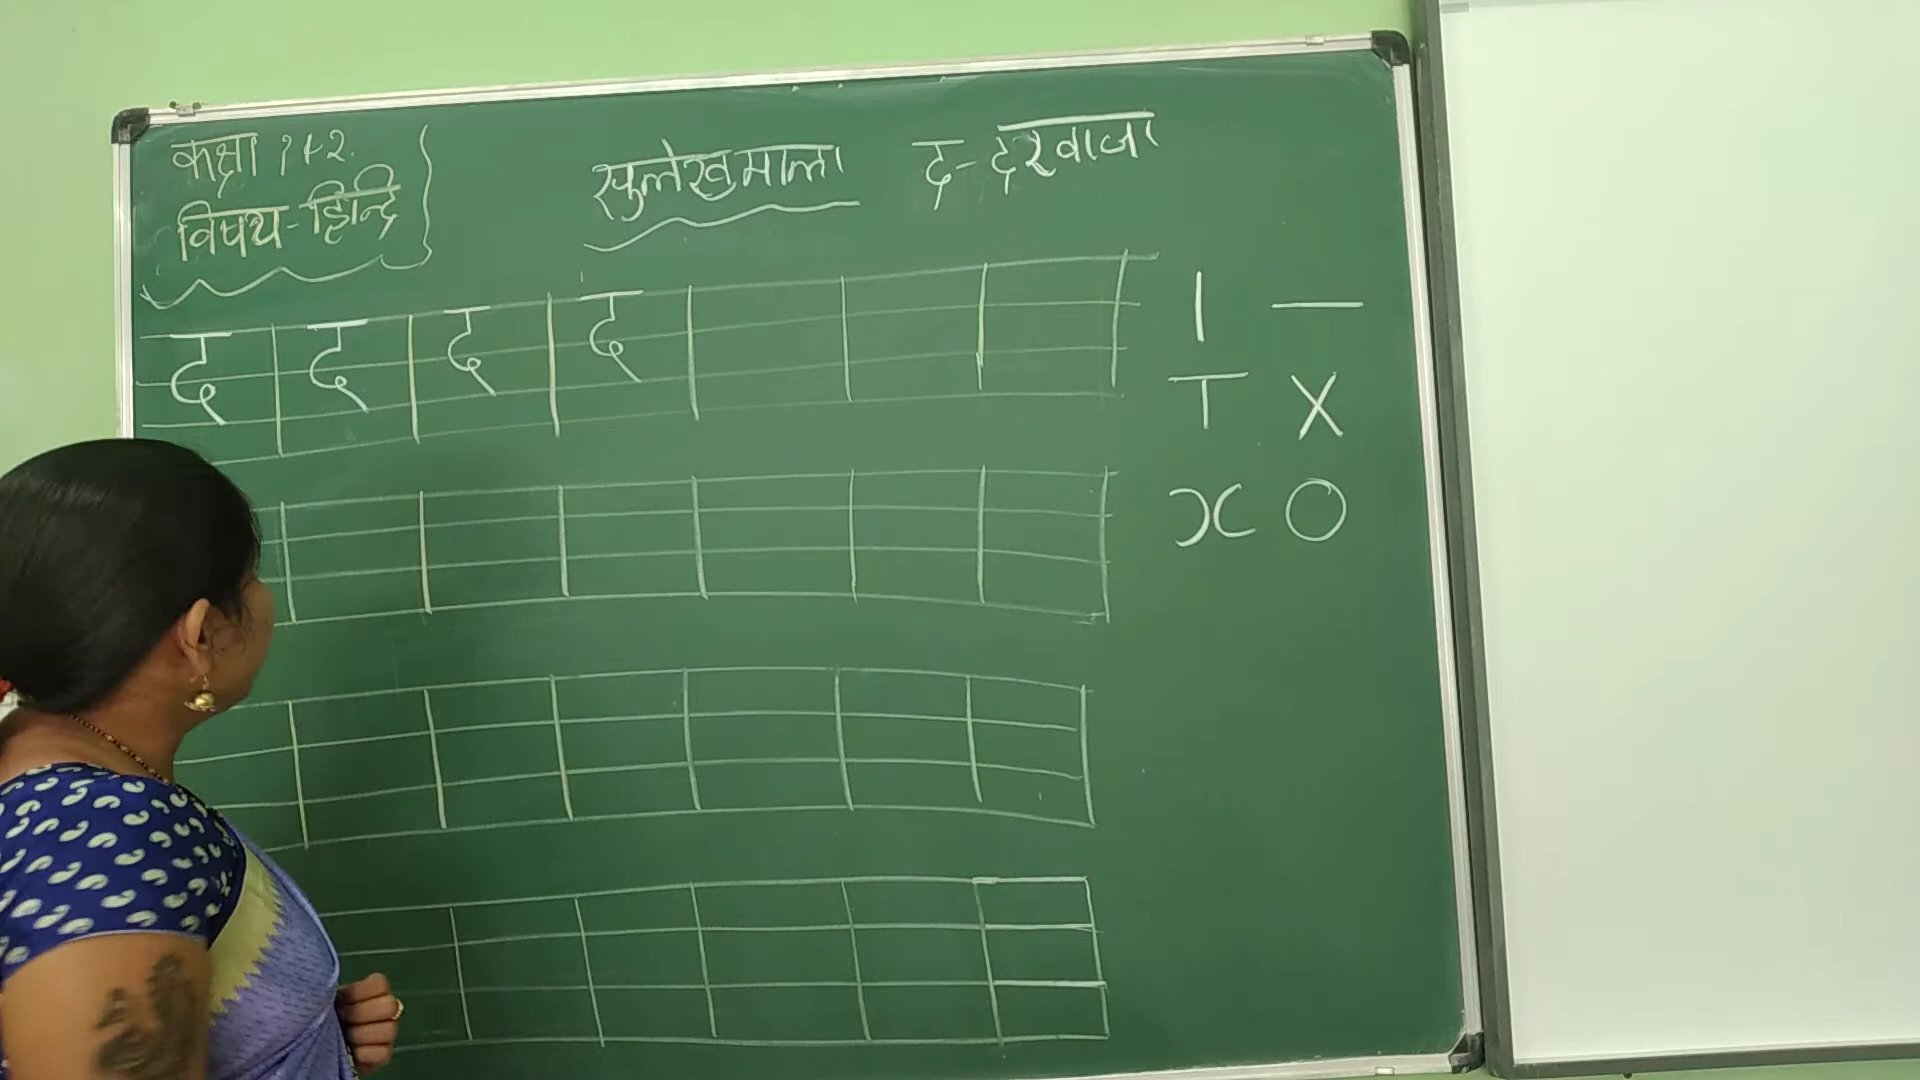 कक्षा १+२.
विषय-हिन्दि
सुलेखमाला
द-दरवाजा
द द द द
| —
T X
)( O